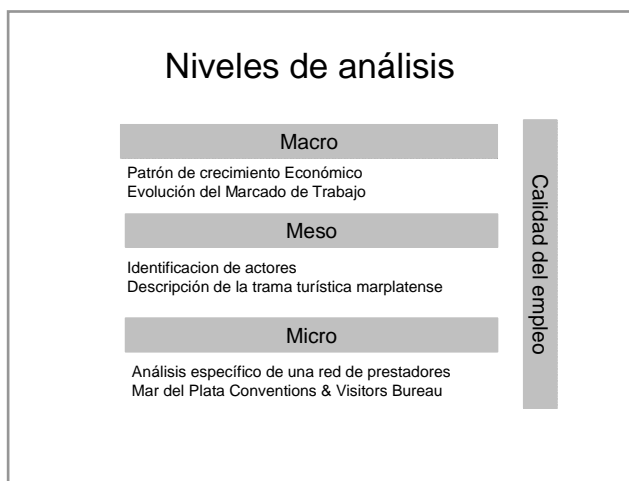 Niveles de análisis
Macro
Patrón de crecimiento Económico
Evolución del Marcado de Trabajo
Meso
Identificacion de actores
Descripción de la trama turística marplatense
Micro
Análisis específico de una red de prestadores
Mar del Plata Conventions & Visitors Bureau
Calidad del empleo